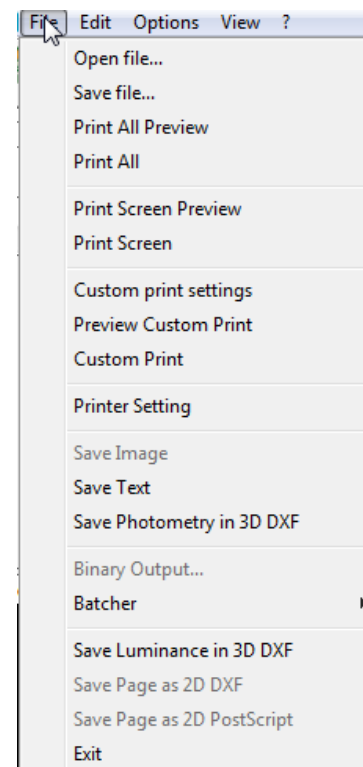 File Edit Options View ?
Open file...
Save file...
Print All Preview
Print All
Print Screen Preview
Print Screen
Custom print settings
Preview Custom Print
Custom Print
Printer Setting
Save Image
Save Text
Save Photometry in 3D DXF
Binary Output...
Batcher
Save Luminance in 3D DXF
Save Page as 2D DXF
Save Page as 2D PostScript
Exit